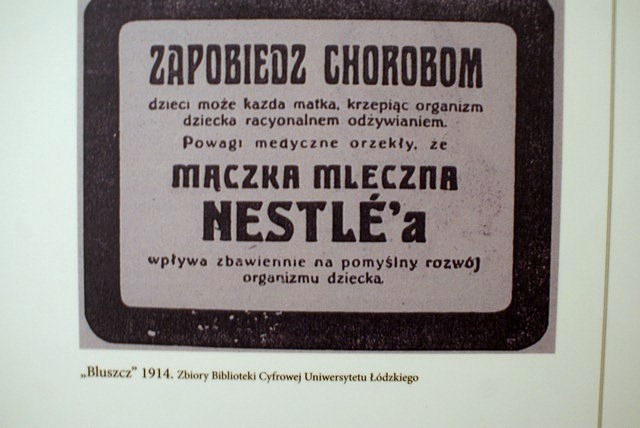 ZAPOBIEDZ CHOROBOM
dzieci może każda matka, krzepiąc organizm
dziecka racyonalnem odżywianiem.
Powagi medyczne orzekły, że
MĄCZKA MLECZNA
NESTLÉ'a
wpływa zbawiennie na pomyślny rozwój
organizmu dziecka.
„Bluszcz" 1914. Zbiory Biblioteki Cyfrowej Uniwersytetu Łódzkiego